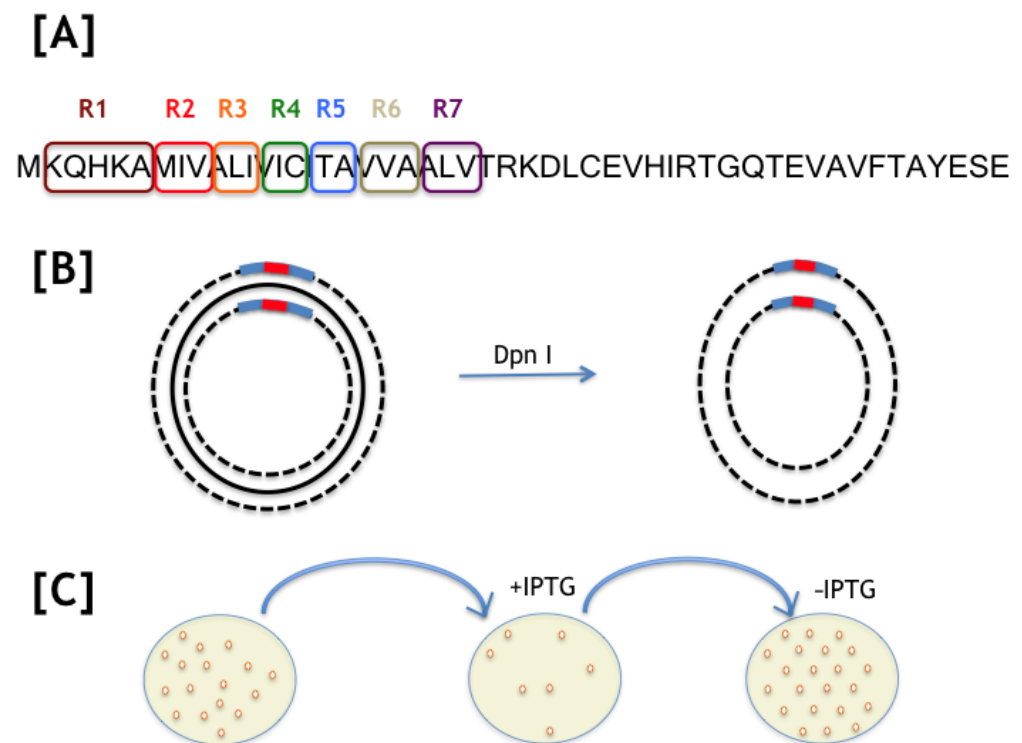 [A]
R1 R2 R3 R4 R5 R6 R7
MKQHKAMIVALIVICITAVVAALVTRKDLCEVHIRTGQTEVAVFTAYESE
[B]
Dpn I
[C]
+IPTG
-IPTG